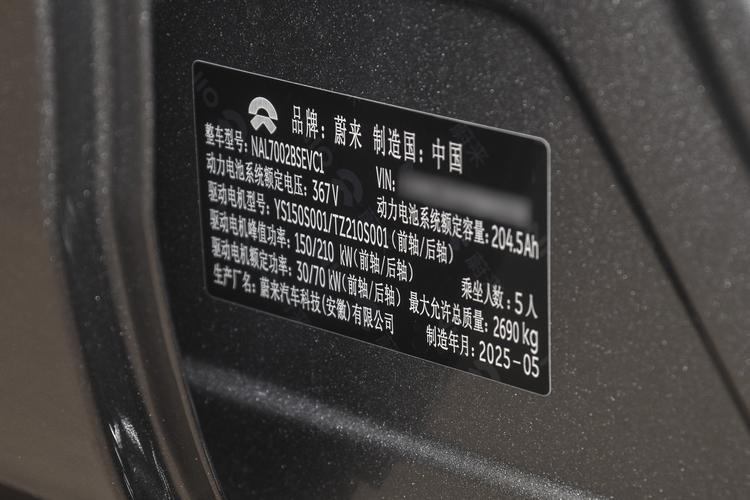 品牌：蔚来 制造国：中国
整车型号：NAL7002BSEVC1 VIN:
动力电池系统额定电压：367V 动力电池系统额定容量：204.5Ah
驱动电机型号：YS150S001/TZ210S001(前轴/后轴)
驱动电机峰值功率：150/210 kW(前轴/后轴) 乘坐人数：5人
驱动电机额定功率：30/70 kW(前轴/后轴) 最大允许总质量：2690kg
生产厂名：蔚来汽车科技(安徽)有限公司 制造年月：2025-05